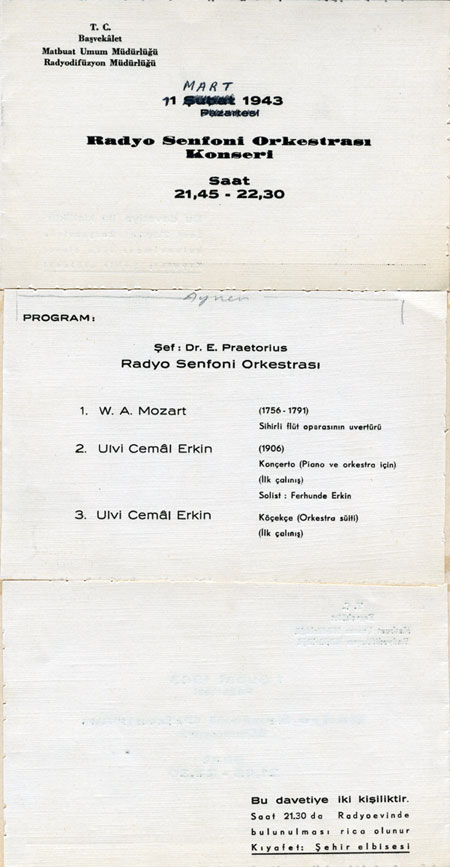 T. C.
Başvekâlet
Matbuat Umum Müdürlüğü
Radyodifüzyon Müdürlüğü
MART
11 Şubat 1943
Pazartesi
Radyo Senfoni Orkestrası
Konseri
Saat
21,45 - 22,30
Aynen
PROGRAM:
Şef: Dr. E. Praetorius
Radyo Senfoni Orkestrası
1. W. A. Mozart (1756 - 1791)
Sihirli flüt operasının uvertürü
2. Ulvi Cemâl Erkin (1906)
Konçerto (Piano ve orkestra için)
(İlk çalınış)
Solist : Ferhunde Erkin
3. Ulvi Cemâl Erkin Köçekçe (Orkestra süiti)
(İlk çalınış)
Bu davetiye iki kişiliktir.
Saat 21.30 da Radyoevinde
bulunulması rica olunur
Kıyafet: Şehir elbisesi